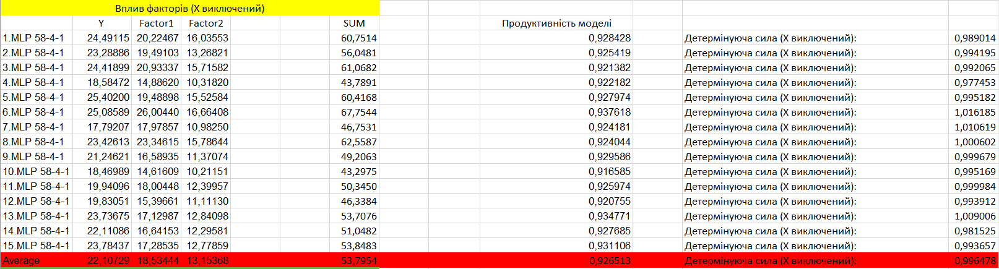 Вплив факторів (Х виключений)
Y Factor1 Factor2 SUM Продуктивність моделі
1.MLP 58-4-1 24,49115 20,22467 16,03553 60,7514 0,928428 Детермінуюча сила (Х виключений): 0,989014
2.MLP 58-4-1 23,28886 19,49103 13,26821 56,0481 0,925419 Детермінуюча сила (Х виключений): 0,994195
3.MLP 58-4-1 24,41899 20,93337 15,71582 61,0682 0,921382 Детермінуюча сила (Х виключений): 0,992065
4.MLP 58-4-1 18,58472 14,88620 10,31820 43,7891 0,922182 Детермінуюча сила (Х виключений): 0,977453
5.MLP 58-4-1 25,40200 19,48898 15,52584 60,4168 0,927974 Детермінуюча сила (Х виключений): 0,995182
6.MLP 58-4-1 25,08589 26,00440 16,66408 67,7544 0,937618 Детермінуюча сила (Х виключений): 1,016185
7.MLP 58-4-1 17,79207 17,97857 10,98250 46,7531 0,924181 Детермінуюча сила (Х виключений): 1,010619
8.MLP 58-4-1 23,42613 23,34615 15,78644 62,5587 0,924044 Детермінуюча сила (Х виключений): 1,000602
9.MLP 58-4-1 21,24621 16,58935 11,37074 49,2063 0,929586 Детермінуюча сила (Х виключений): 0,999679
10.MLP 58-4-1 18,46989 14,61609 10,21151 43,2975 0,916585 Детермінуюча сила (Х виключений): 0,995169
11.MLP 58-4-1 19,94096 18,00448 12,39957 50,3450 0,925974 Детермінуюча сила (Х виключений): 0,999984
12.MLP 58-4-1 19,83051 15,39661 11,11130 46,3384 0,920755 Детермінуюча сила (Х виключений): 0,993912
13.MLP 58-4-1 23,73675 17,12987 12,84098 53,7076 0,934771 Детермінуюча сила (Х виключений): 1,009006
14.MLP 58-4-1 22,11086 16,64153 12,29581 51,0482 0,927685 Детермінуюча сила (Х виключений): 0,981525
15.MLP 58-4-1 23,78437 17,28535 12,77859 53,8483 0,931106 Детермінуюча сила (Х виключений): 0,993657
Average 22,10729 18,53444 13,15368 53,7954 0,926513 Детермінуюча сила (Х виключений): 0,996478